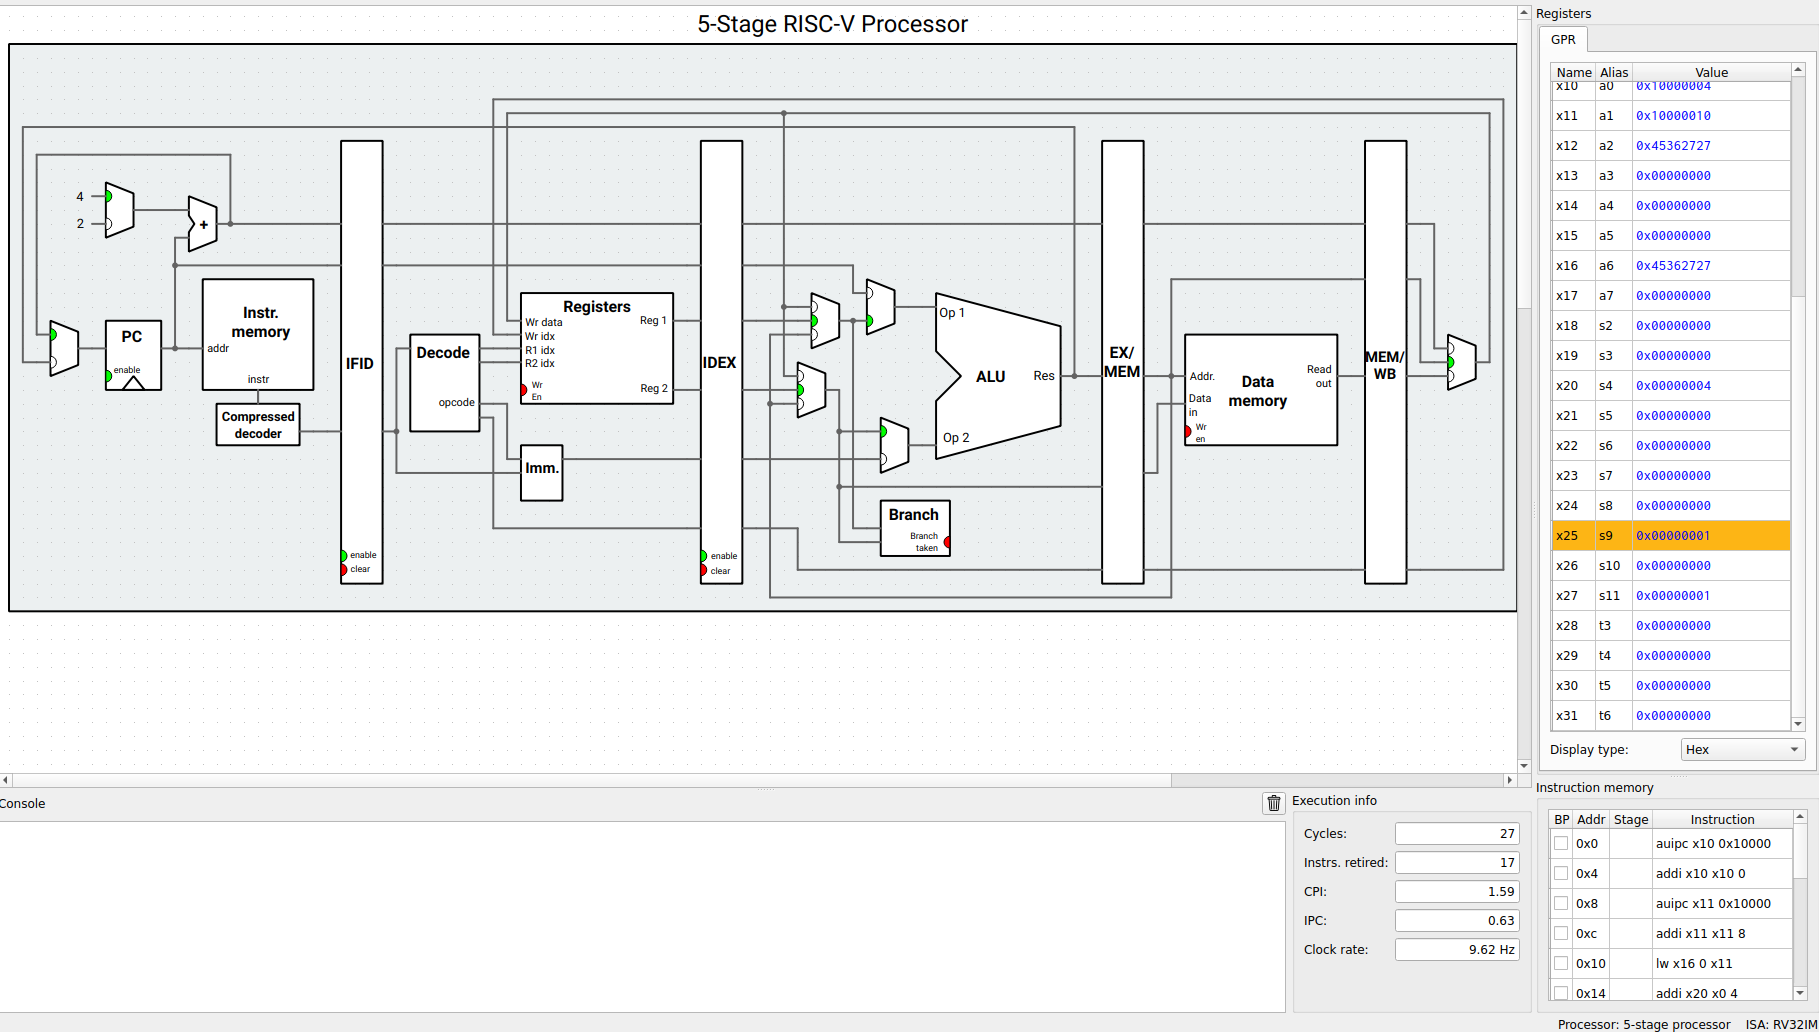 5-Stage RISC-V Processor
4
2
+
PC
enable
Instr.
memory
addr
instr
Compressed
decoder
IFID
enable
clear
Decode
opcode
Registers
Wr data
Wr idx
R1 idx
R2 idx
Wr
En
Reg 1
Reg 2
Imm.
IDEX
enable
clear
Op 1
ALU
Res
Op 2
Branch
Branch
taken
EX/
MEM
Addr.
Data
in
Wr
en
Data
memory
Read
out
MEM/
WB
Registers
GPR
Name Alias Value
x10 a0 0x10000004
x11 a1 0x10000010
x12 a2 0x45362727
x13 a3 0x00000000
x14 a4 0x00000000
x15 a5 0x00000000
x16 a6 0x45362727
x17 a7 0x00000000
x18 s2 0x00000000
x19 s3 0x00000000
x20 s4 0x00000004
x21 s5 0x00000000
x22 s6 0x00000000
x23 s7 0x00000000
x24 s8 0x00000000
x25 s9 0x00000001
x26 s10 0x00000000
x27 s11 0x00000001
x28 t3 0x00000000
x29 t4 0x00000000
x30 t5 0x00000000
x31 t6 0x00000000
Display type: Hex
Console
Execution info
Cycles: 27
Instrs. retired: 17
CPI: 1.59
IPC: 0.63
Clock rate: 9.62 Hz
Instruction memory
BP Addr Stage Instruction
0x0 auipc x10 0x10000
0x4 addi x10 x10 0
0x8 auipc x11 0x10000
0xc addi x11 x11 8
0x10 lw x16 0 x11
0x14 addi x20 x0 4
Processor: 5-stage processor ISA: RV32IM